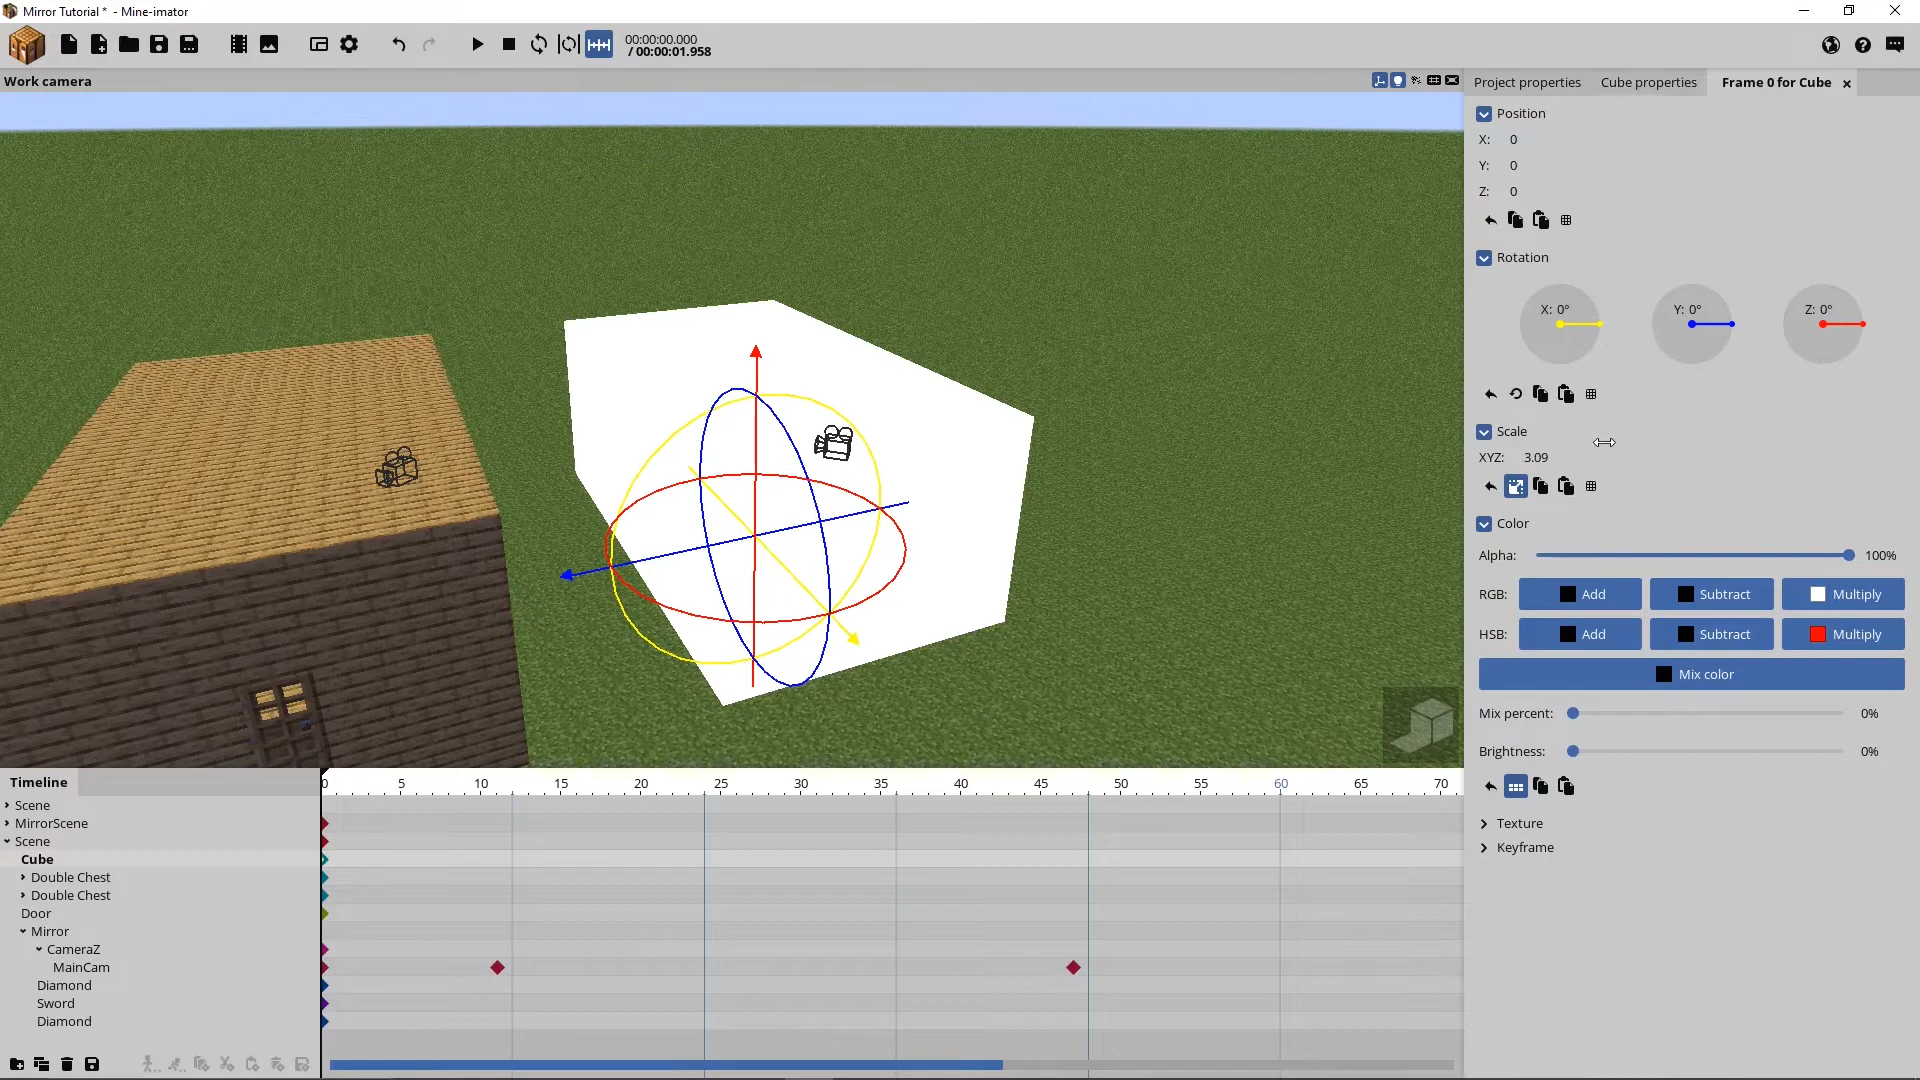 Mirror Tutorial * - Mine-imator
00:00:00.000
/ 00:00:01.958
Work camera
Project properties Cube properties Frame 0 for Cube
Position
X: 0
Y: 0
Z: 0
Rotation
X: 0° Y: 0° Z: 0°
Scale
XYZ: 3.09
Color
Alpha: 100%
RGB: Add Subtract Multiply
HSB: Add Subtract Multiply
Mix color
Mix percent: 0%
Brightness: 0%
Texture
Keyframe
Timeline
0 5 10 15 20 25 30 35 40 45 50 55 60 65 70
Scene
MirrorScene
Scene
Cube
Double Chest
Double Chest
Door
Mirror
CameraZ
MainCam
Diamond
Sword
Diamond